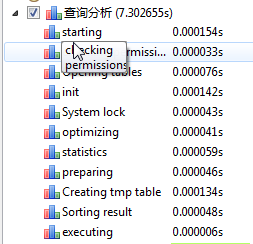 查询分析 (7.302655s)
starting 0.000154s
checking permissi... 0.000033s
checking
permissions
Opening tables 0.000076s
init 0.000142s
System lock 0.000043s
optimizing 0.000041s
statistics 0.000059s
preparing 0.000046s
Creating tmp table 0.000134s
Sorting result 0.000048s
executing 0.000006s